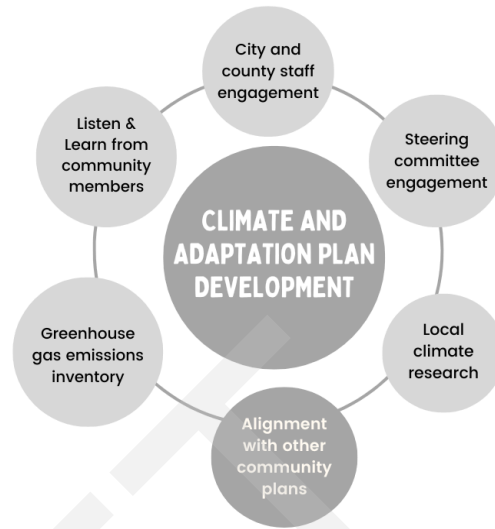 City and
county staff
engagement
Listen &
Learn from
community
members
Steering
committee
engagement
CLIMATE AND
ADAPTATION PLAN
DEVELOPMENT
Greenhouse
gas emissions
inventory
Local
climate
research
Alignment
with other
community
plans